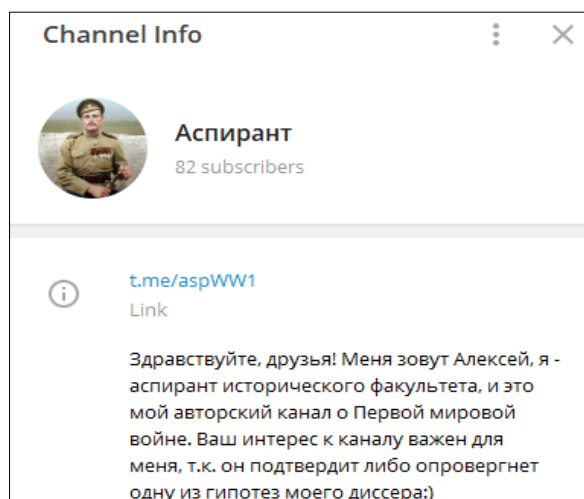 Channel Info
Аспирант
82 subscribers
t.me/aspWW1
Link
Здравствуйте, друзья! Меня зовут Алексей, я -
аспирант исторического факультета, и это
мой авторский канал о Первой мировой
войне. Ваш интерес к каналу важен для
меня, т.к. он подтвердит либо опровергнет
одну из гипотез моего диссера:)